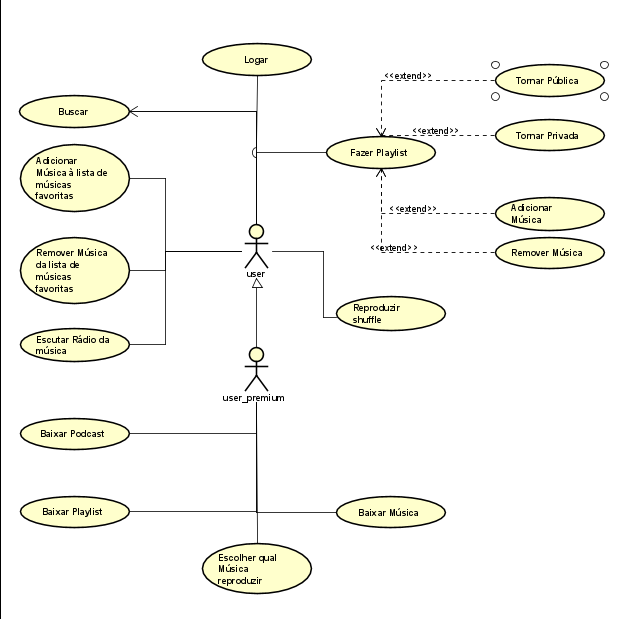 Logar
<<extend>>
Tornar Pública
Buscar
<<extend>>
Tornar Privada
Fazer Playlist
Adicionar
Música à lista de
músicas
favoritas
<<extend>>
Adicionar
Música
<<extend>>
Remover Música
Remover Música
da lista de
músicas
favoritas
user
Reproduzir
shuffle
Escutar Rádio da
música
user_premium
Baixar Podcast
Baixar Playlist
Baixar Música
Escolher qual
Música
reproduzir